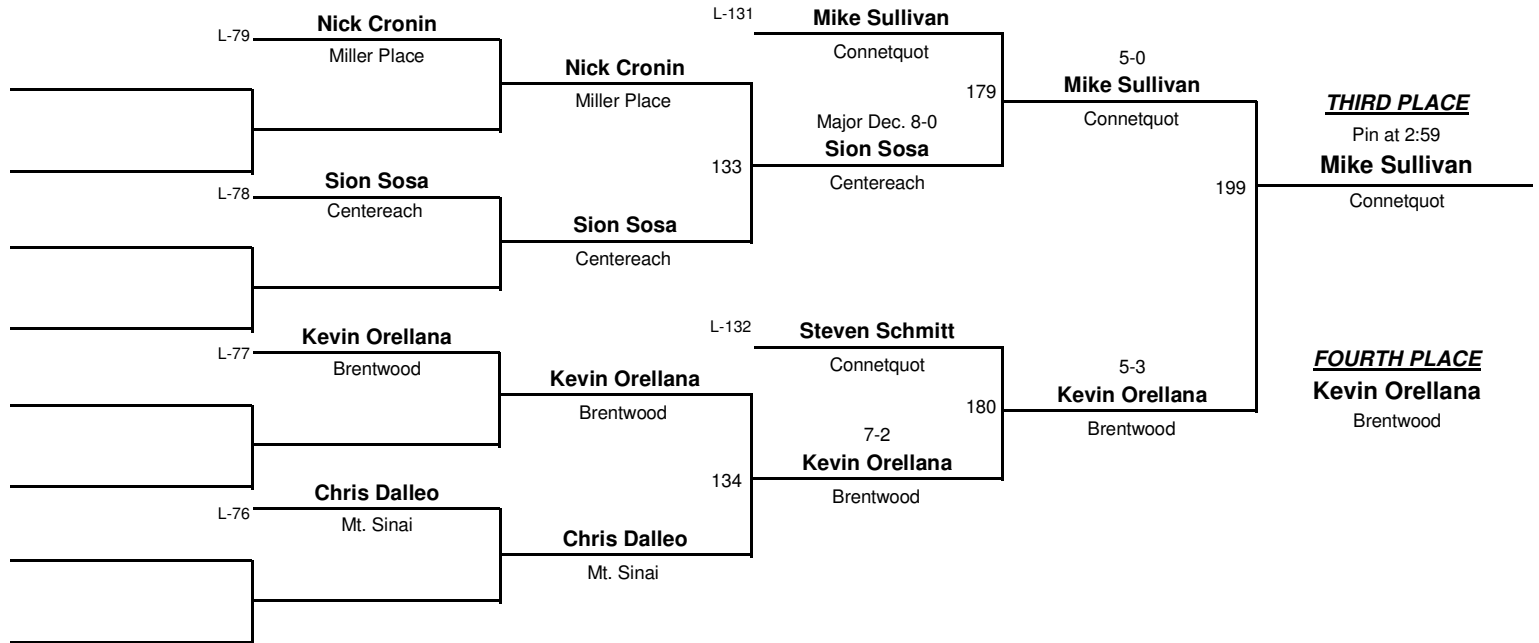 L-79
Nick Cronin
Miller Place
L-78
Sion Sosa
Centereach
L-77
Kevin Orellana
Brentwood
L-76
Chris Dalleo
Mt. Sinai
Nick Cronin
Miller Place
133
Sion Sosa
Centereach
Kevin Orellana
Brentwood
134
Chris Dalleo
Mt. Sinai
L-131
Mike Sullivan
Connetquot
179
Major Dec. 8-0
Sion Sosa
Centereach
L-132
Steven Schmitt
Connetquot
180
7-2
Kevin Orellana
Brentwood
5-0
Mike Sullivan
Connetquot
199
5-3
Kevin Orellana
Brentwood
THIRD PLACE
Pin at 2:59
Mike Sullivan
Connetquot
FOURTH PLACE
Kevin Orellana
Brentwood